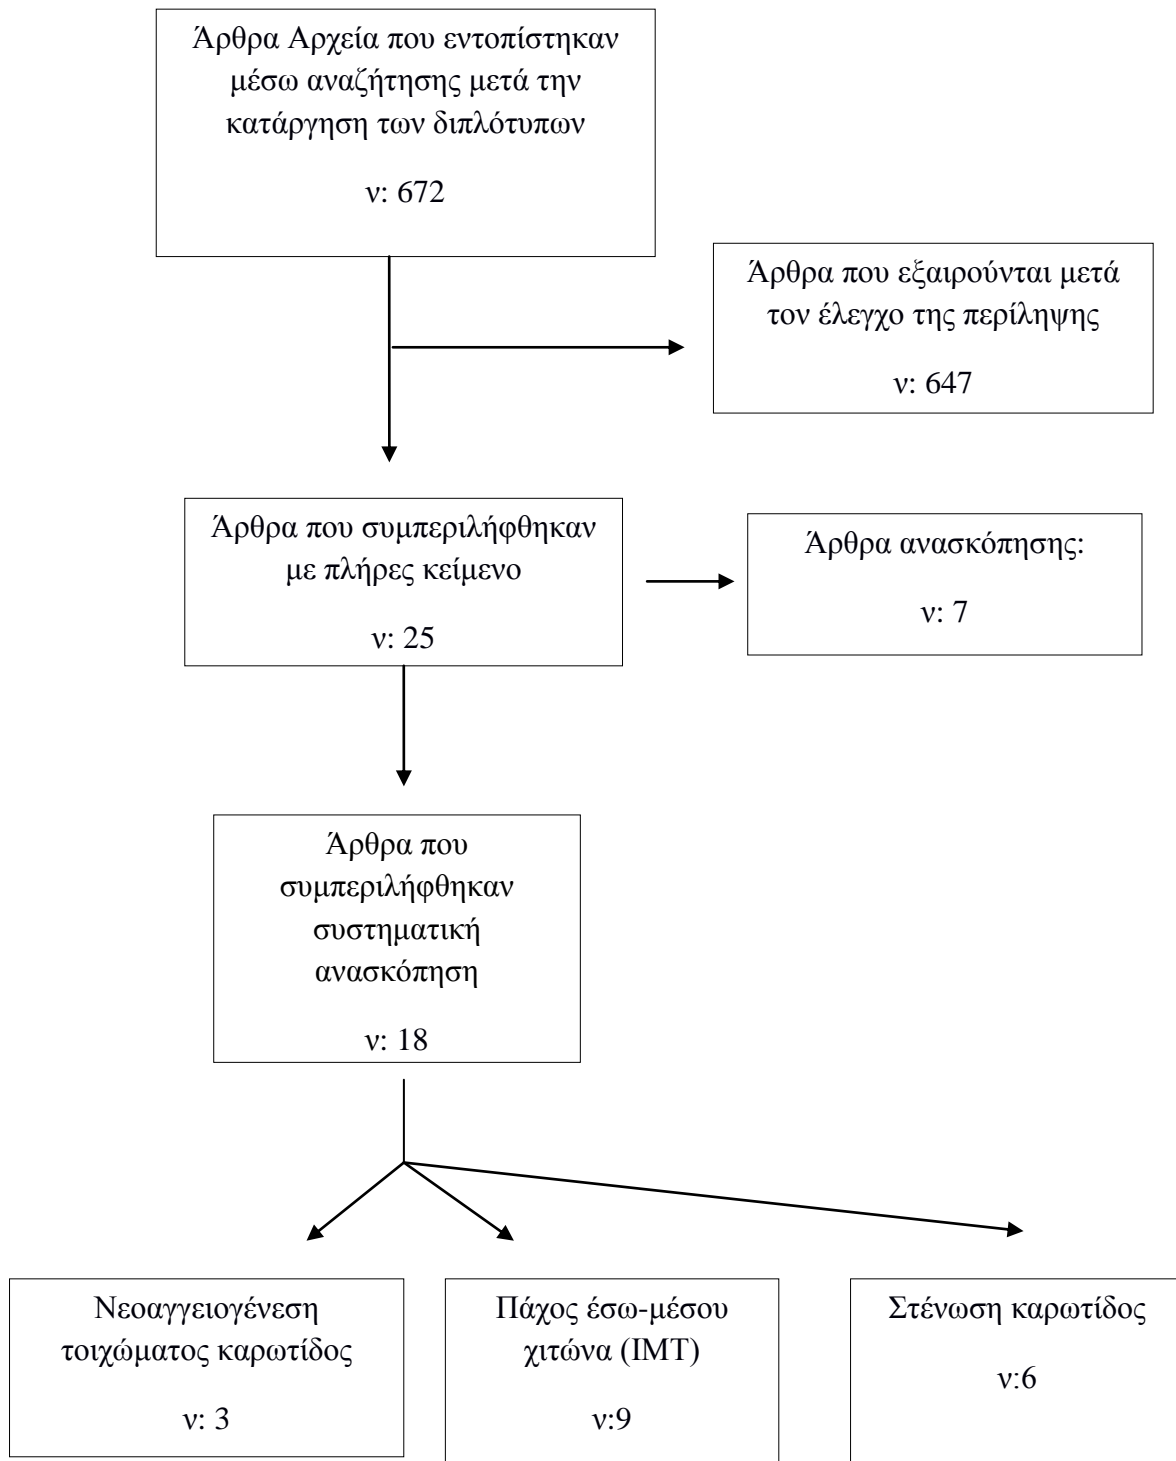 Άρθρα Αρχεία που εντοπίστηκαν
μέσω αναζήτησης μετά την
κατάργηση των διπλότυπων
ν: 672
Άρθρα που εξαιρούνται μετά
τον έλεγχο της περίληψης
ν: 647
Άρθρα που συμπεριλήφθηκαν
με πλήρες κείμενο
ν: 25
Άρθρα ανασκόπησης:
ν: 7
Άρθρα που
συμπεριλήφθηκαν
συστηματική
ανασκόπηση
ν: 18
Νεοαγγειογένεση
τοιχώματος καρωτίδος
ν: 3
Πάχος έσω-μέσου
χιτώνα (IMT)
ν:9
Στένωση καρωτίδος
ν:6